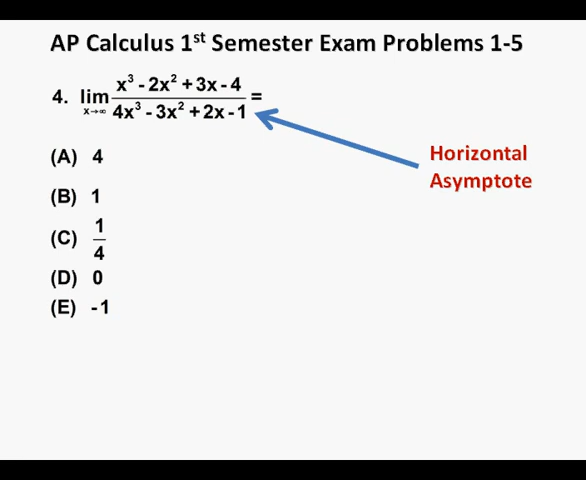 AP Calculus 1st Semester Exam Problems 1-5
4. lim x→∞ (x³ - 2x² + 3x - 4) / (4x³ - 3x² + 2x - 1) =
(A) 4
Horizontal
Asymptote
(B) 1
(C) 1/4
(D) 0
(E) -1